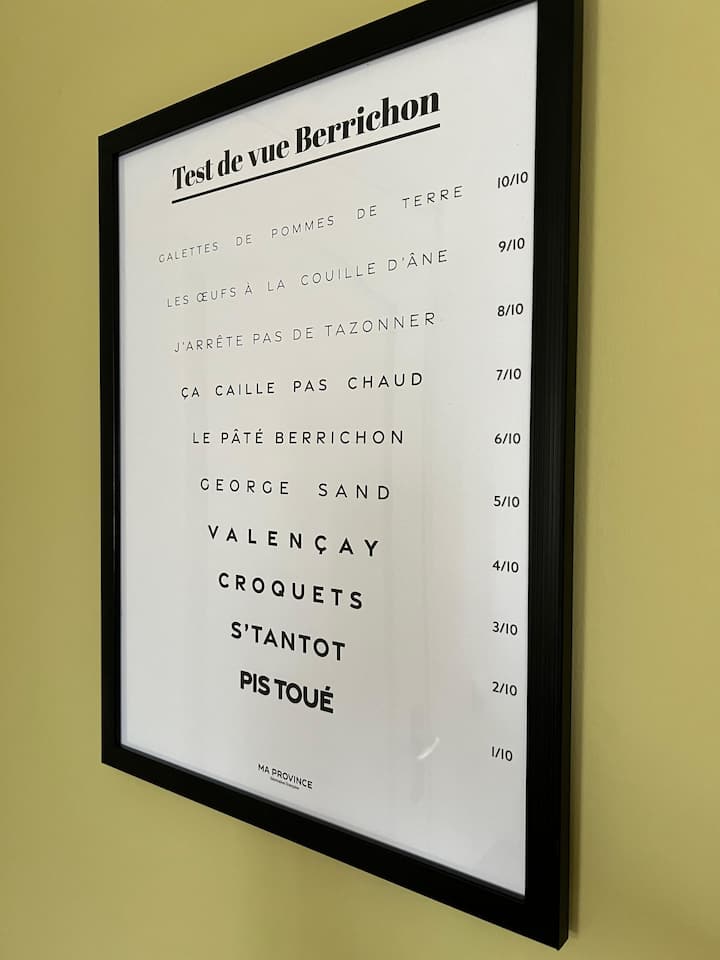 Test de vue Berrichon
GALETTES DE POMMES DE TERRE 10/10
LES ŒUFS À LA COUILLE D'ÂNE 9/10
J'ARRÊTE PAS DE TAZONNER 8/10
ÇA CAILLE PAS CHAUD 7/10
LE PÂTÉ BERRICHON 6/10
GEORGE SAND 5/10
VALENÇAY 4/10
CROQUETS 3/10
S'TANTOT 2/10
PIS TOUÉ 1/10
MA PROVINCE